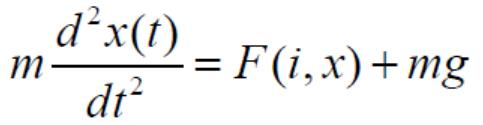 m d²x(t)/dt² = F(i,x) + mg